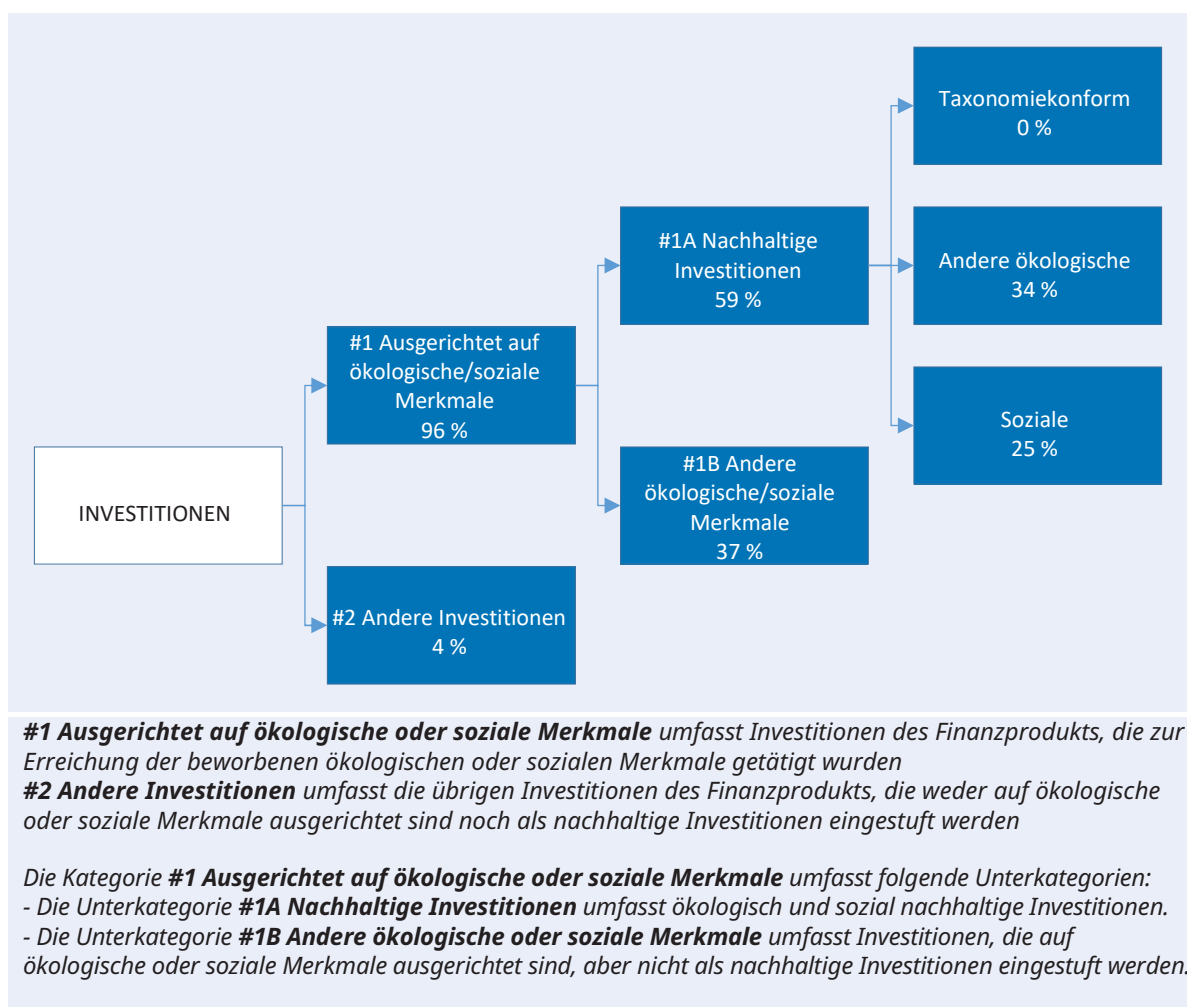 Taxonomiekonform
0 %
#1A Nachhaltige
Investitionen
59 %
Andere ökologische
34 %
#1 Ausgerichtet auf
ökologische/soziale
Merkmale
96 %
Soziale
25 %
#1B Andere
ökologische/soziale
Merkmale
37 %
INVESTITIONEN
#2 Andere Investitionen
4 %
#1 Ausgerichtet auf ökologische oder soziale Merkmale umfasst Investitionen des Finanzprodukts, die zur
Erreichung der beworbenen ökologischen oder sozialen Merkmale getätigt wurden
#2 Andere Investitionen umfasst die übrigen Investitionen des Finanzprodukts, die weder auf ökologische
oder soziale Merkmale ausgerichtet sind noch als nachhaltige Investitionen eingestuft werden
Die Kategorie #1 Ausgerichtet auf ökologische oder soziale Merkmale umfasst folgende Unterkategorien:
- Die Unterkategorie #1A Nachhaltige Investitionen umfasst ökologisch und sozial nachhaltige Investitionen.
- Die Unterkategorie #1B Andere ökologische oder soziale Merkmale umfasst Investitionen, die auf
ökologische oder soziale Merkmale ausgerichtet sind, aber nicht als nachhaltige Investitionen eingestuft werden.